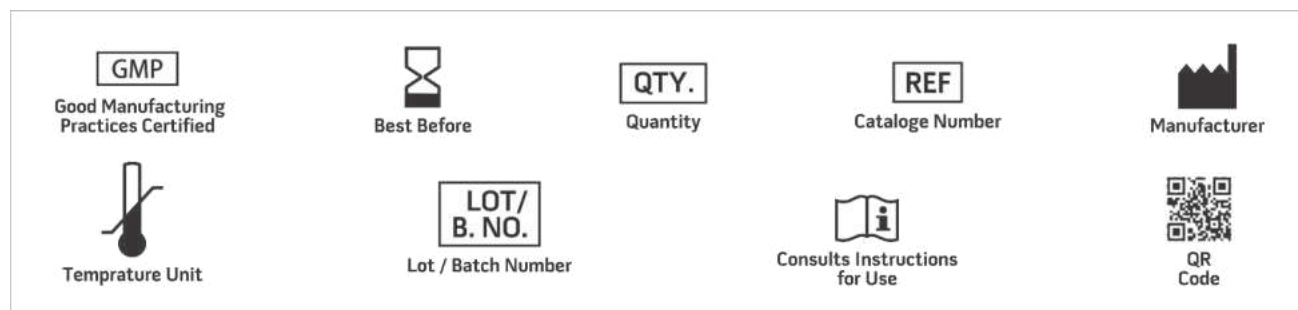 GMP
Good Manufacturing
Practices Certified
Best Before
QTY.
Quantity
REF
Cataloge Number
Manufacturer
Temprature Unit
LOT/
B. NO.
Lot / Batch Number
i
Consults Instructions
for Use
QR
Code